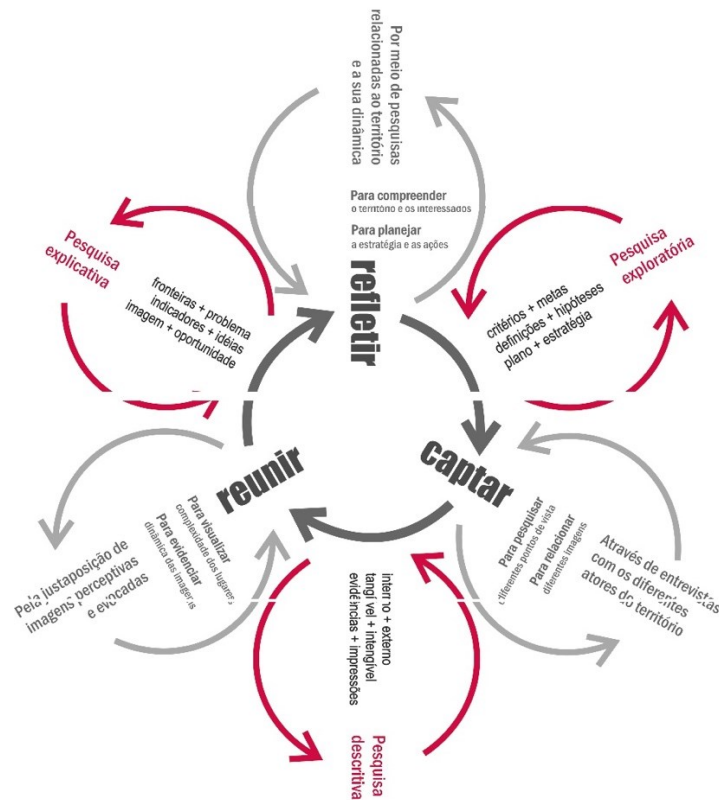 Por meio de pesquisas
relacionadas ao território
e a sua dinâmica
Para compreender
o território e os interessados
Para planejar
a estratégia e as ações
refletir
Pesquisa
exploratória
critérios + metas
definições + hipóteses
plano + estratégia
captar
Para pesquisar
diferentes pontos de vista
Para relacionar
diferentes imagens
Através de entrevistas
com os diferentes
atores do território
interno + externo
tangível + intengível
evidências + impressões
Pesquisa
descritiva
reunir
Para visualizar
complexidade dos lugares
Para evidenciar
dinâmica das imagens
Pela justaposição de
imagens perceptivas
e evocadas
Pesquisa
explicativa
fronteiras + problema
indicadores + idéias
imagem + oportunidade